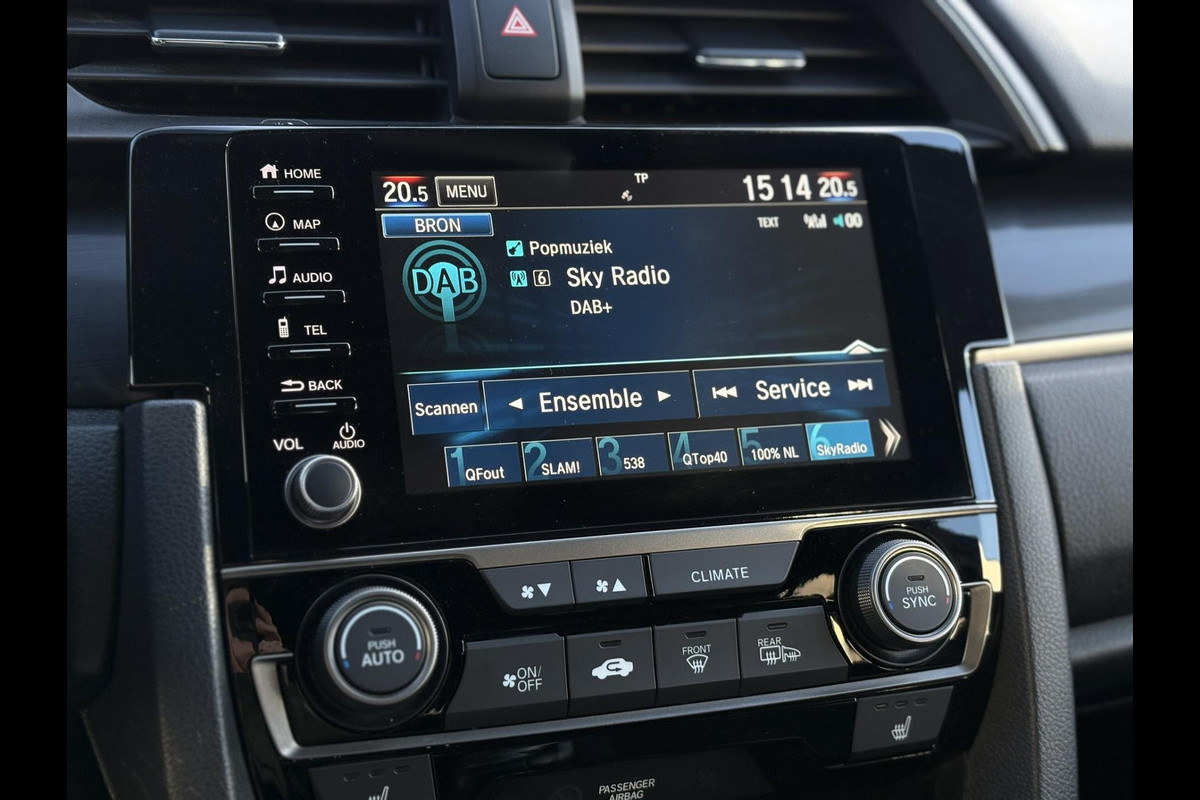 HOME
MAP
AUDIO
TEL
BACK
VOL
AUDIO
20.5 MENU TP 15 14 20.5
BRON TEXT 00
DAB Popmuziek
6 Sky Radio
DAB+
Scannen Ensemble Service
1 QFout 2 SLAM! 3 538 4 QTop40 5 100% NL 6 SkyRadio
CLIMATE
PUSH
AUTO
PUSH
SYNC
ON/
OFF
FRONT
REAR
PASSENGER
AIRBAG